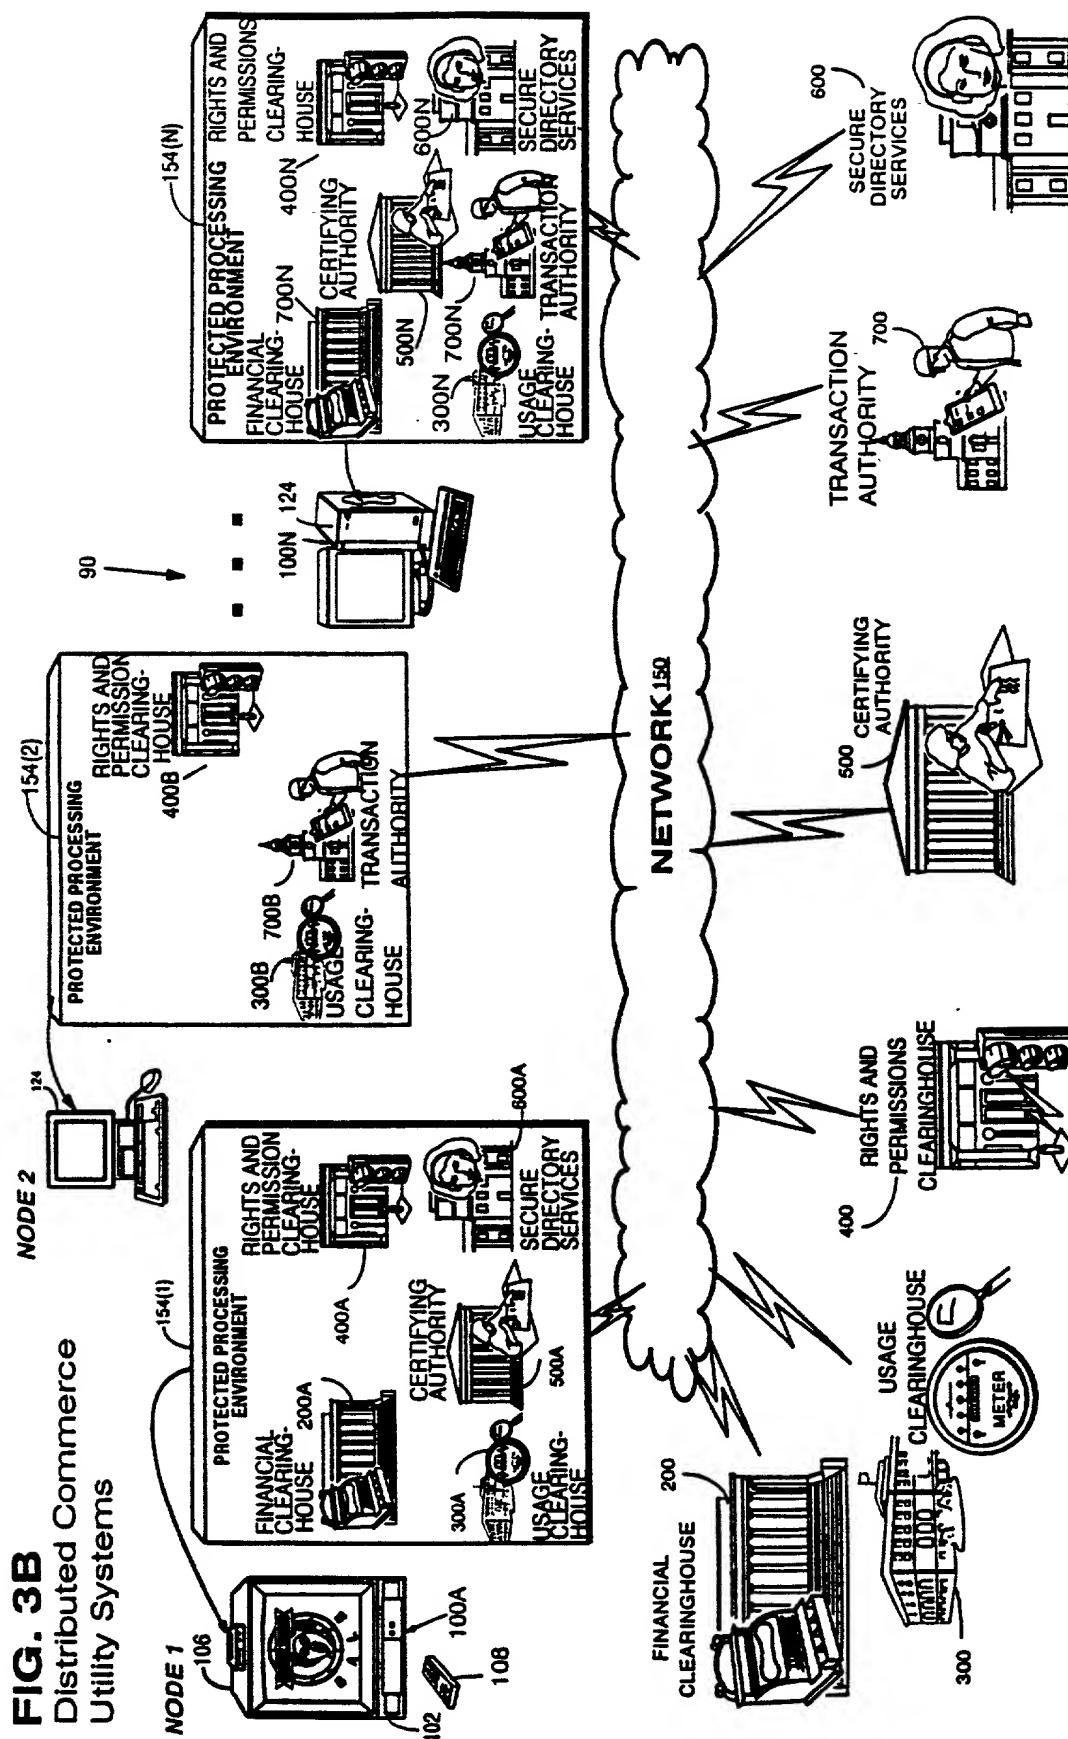 FIG. 3B
Distributed Commerce
Utility Systems
NODE 1
106
102
100A
108
154(1)
PROTECTED PROCESSING
ENVIRONMENT
FINANCIAL
CLEARING-
HOUSE
200A
RIGHTS AND
PERMISSION
CLEARING-
HOUSE
400A
CERTIFYING
AUTHORITY
500A
300A
USAGE
CLEARING-
HOUSE
SECURE
DIRECTORY
SERVICES
600A
NODE 2
124
154(2)
PROTECTED PROCESSING
ENVIRONMENT
RIGHTS AND
PERMISSION
CLEARING-
HOUSE
400B
300B
USAGE
CLEARING-
HOUSE
700B
TRANSACTION
AUTHORITY
90
100N
124
154(N)
PROTECTED PROCESSING
ENVIRONMENT
FINANCIAL
CLEARING-
HOUSE
700N
RIGHTS AND
PERMISSIONS
CLEARING-
HOUSE
400N
CERTIFYING
AUTHORITY
500N
600N
SECURE
DIRECTORY
SERVICES
300N
USAGE
CLEARING-
HOUSE
700N
TRANSACTION
AUTHORITY
NETWORK 150
FINANCIAL
CLEARINGHOUSE
200
300
USAGE
CLEARINGHOUSE
METER
400
RIGHTS AND
PERMISSIONS
CLEARINGHOUSE
500
CERTIFYING
AUTHORITY
TRANSACTION
AUTHORITY
700
600
SECURE
DIRECTORY
SERVICES